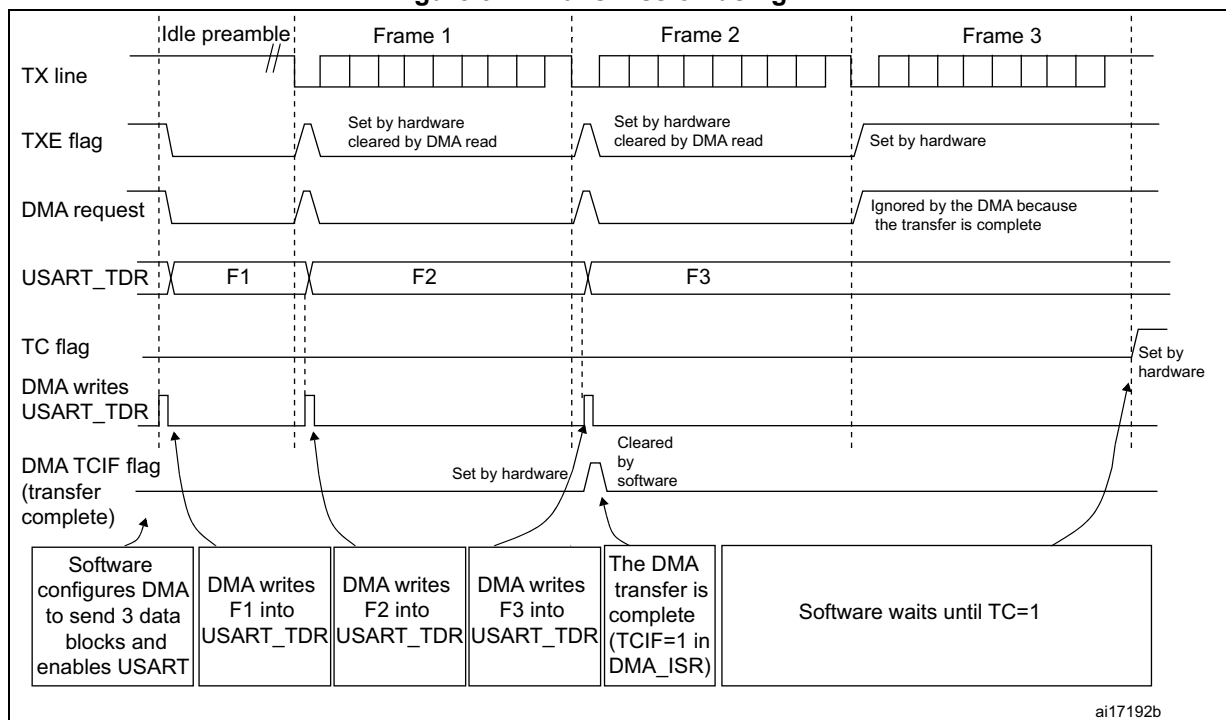 Idle preamble
Frame 1
Frame 2
Frame 3
TX line
TXE flag
Set by hardware
cleared by DMA read
Set by hardware
cleared by DMA read
Set by hardware
DMA request
Ignored by the DMA because
the transfer is complete
USART_TDR
F1
F2
F3
TC flag
Set by
hardware
DMA writes
USART_TDR
DMA TCIF flag
(transfer
complete)
Set by hardware
Cleared
by
software
Software
configures DMA
to send 3 data
blocks and
enables USART
DMA writes
F1 into
USART_TDR
DMA writes
F2 into
USART_TDR
DMA writes
F3 into
USART_TDR
The DMA
transfer is
complete
(TCIF=1 in
DMA_ISR)
Software waits until TC=1
ai17192b